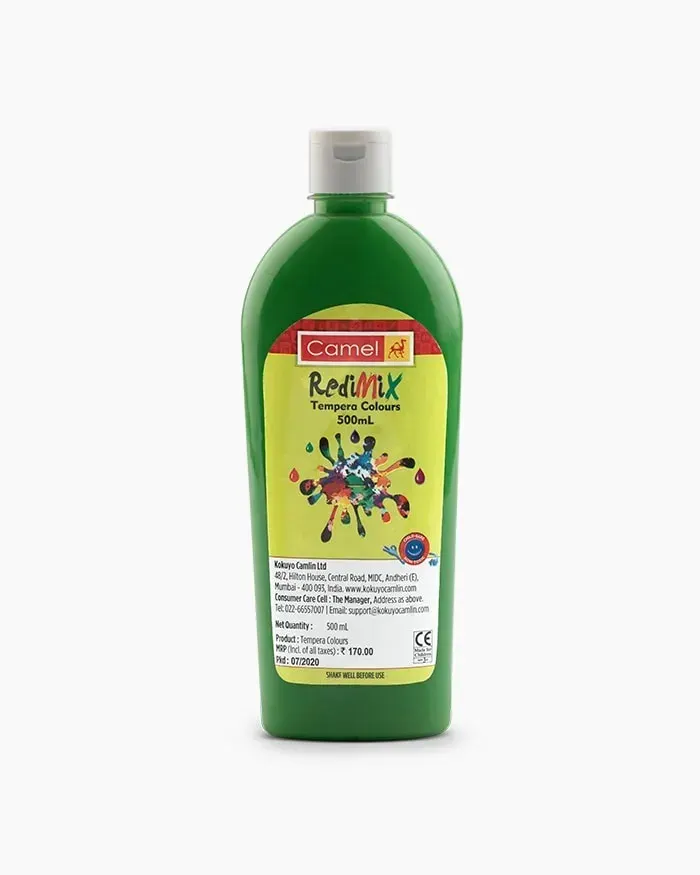 Camel
RediMiX
Tempera Colours
500mL
Kokuyo Camlin Ltd
48/2, Hilton House, Central Road, MIDC, Andheri (E),
Mumbai - 400 093, India. www.kokuyocamlin.com
Consumer Care Cell : The Manager, Address as above.
Tel: 022-66557007 | Email: support@kokuyocamlin.com
Net Quantity : 500 mL
Product : Tempera Colours
MRP (Incl. of all taxes) : ₹ 170.00
Pkd : 07/2020
CE
SHAKE WELL BEFORE USE